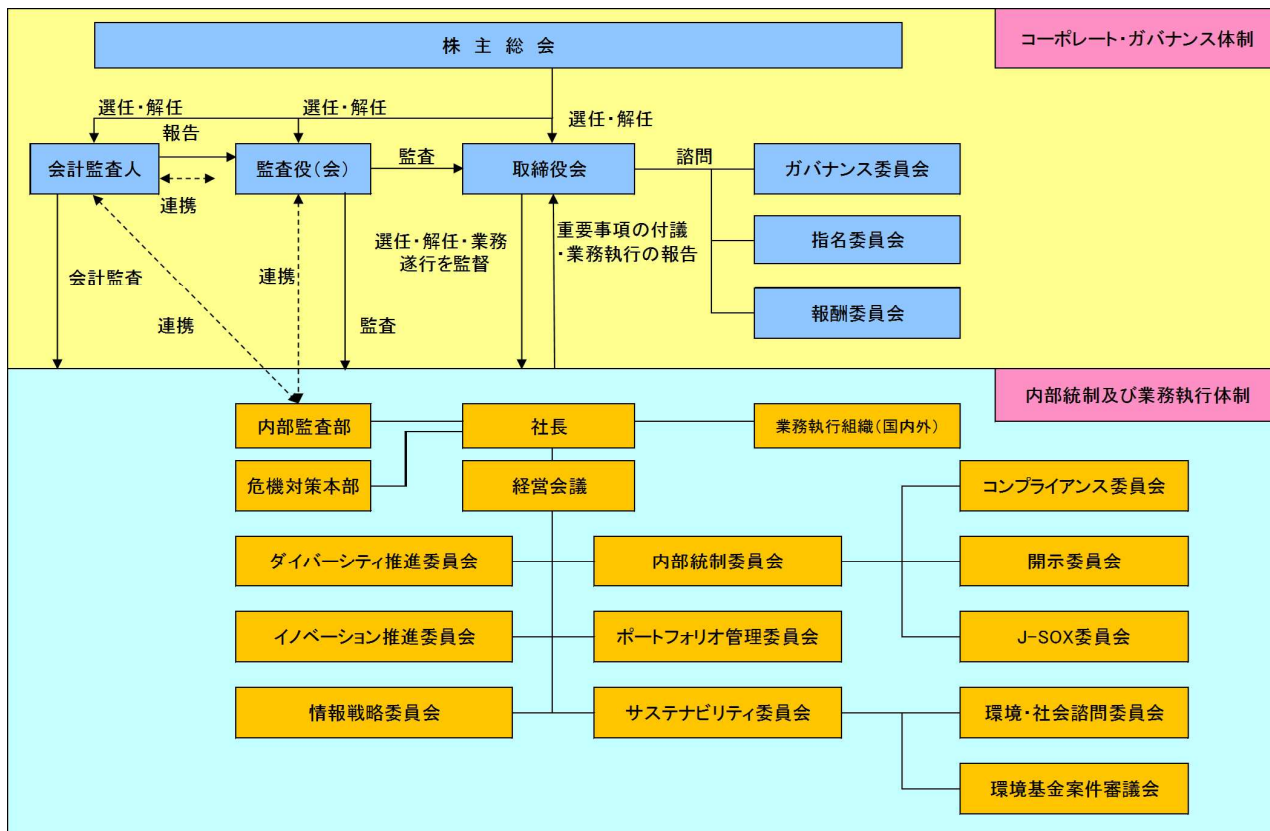 株 主 総 会
コーポレート・ガバナンス体制
選任・解任
選任・解任
選任・解任
報告
会計監査人
監査役(会)
監査
取締役会
諮問
ガバナンス委員会
連携
指名委員会
報酬委員会
会計監査
連携
連携
監査
選任・解任・業務
遂行を監督
重要事項の付議
・業務執行の報告
内部統制及び業務執行体制
内部監査部
社長
業務執行組織(国内外)
危機対策本部
経営会議
コンプライアンス委員会
ダイバーシティ推進委員会
内部統制委員会
開示委員会
イノベーション推進委員会
ポートフォリオ管理委員会
J-SOX委員会
情報戦略委員会
サステナビリティ委員会
環境・社会諮問委員会
環境基金案件審議会